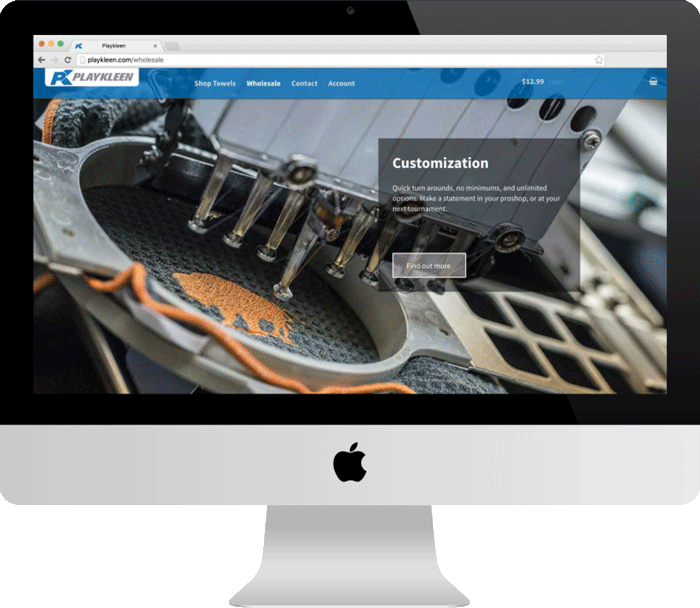 Playkleen
playkleen.com/wholesale
PK PLAYKLEEN
Shop Towels Wholesale Contact Account $12.99
Customization
Quick turn arounds, no minimums, and unlimited
options. Make a statement in your proshop, or at your
next tournament.
Find out more